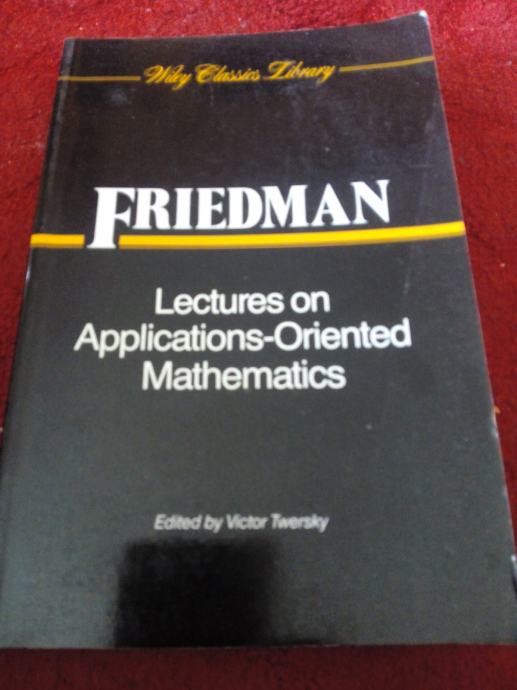 Wiley Classics Library
FRIEDMAN
Lectures on
Applications-Oriented
Mathematics
Edited by Victor Twersky